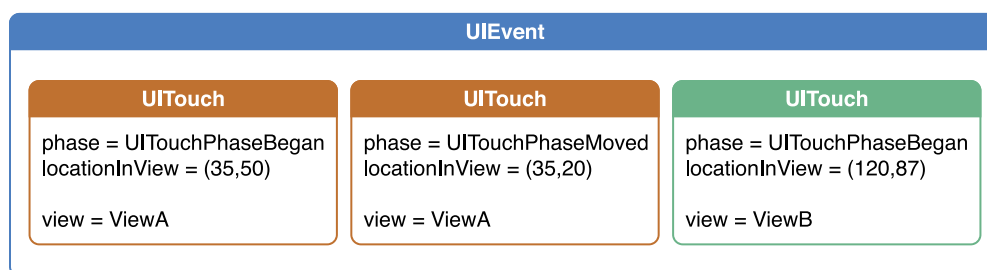 UIEvent
UITouch
phase = UITouchPhaseBegan
locationInView = (35,50)
view = ViewA
UITouch
phase = UITouchPhaseMoved
locationInView = (35,20)
view = ViewA
UITouch
phase = UITouchPhaseBegan
locationInView = (120,87)
view = ViewB